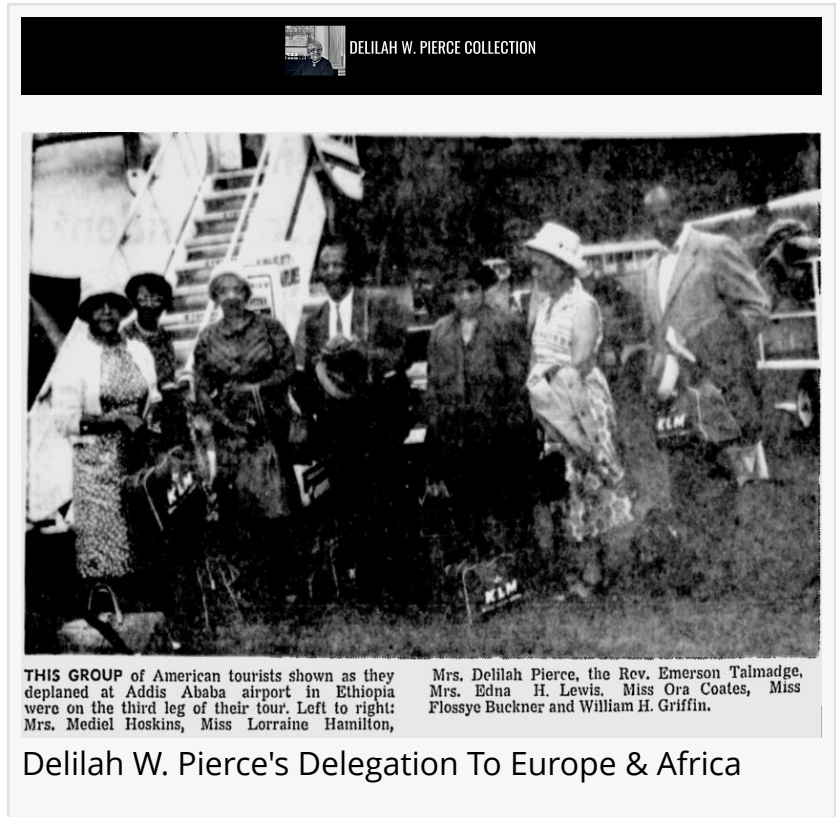 DELILAH W. PIERCE COLLECTION
KLM
KLM
KLM
THIS GROUP of American tourists shown as they
deplaned at Addis Ababa airport in Ethiopia
were on the third leg of their tour. Left to right:
Mrs. Mediel Hoskins, Miss Lorraine Hamilton,
Mrs. Delilah Pierce, the Rev. Emerson Talmadge,
Mrs. Edna H. Lewis, Miss Ora Coates, Miss
Flossye Buckner and William H. Griffin.
Delilah W. Pierce's Delegation To Europe & Africa